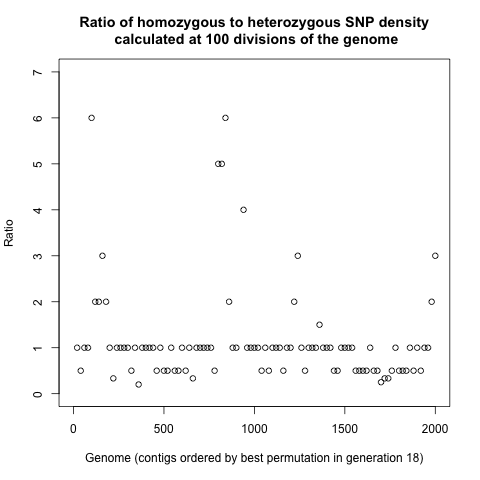 Ratio of homozygous to heterozygous SNP density
calculated at 100 divisions of the genome
7
6
5
4
3
2
1
0
Ratio
0 500 1000 1500 2000
Genome (contigs ordered by best permutation in generation 18)